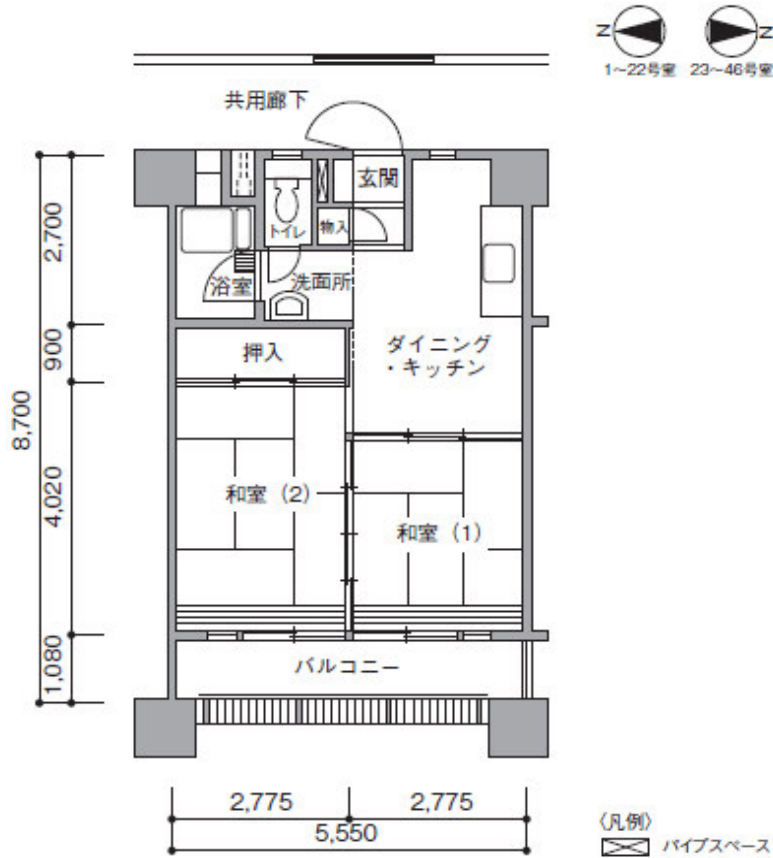 N
N
1〜22号室
23〜46号室
共用廊下
玄関
トイレ
物入
浴室
洗面所
2,700
900
8,700
4,020
1,080
押入
ダイニング
・キッチン
和室（2）
和室（1）
バルコニー
2,775
2,775
5,550
〈凡例〉
パイプスペース